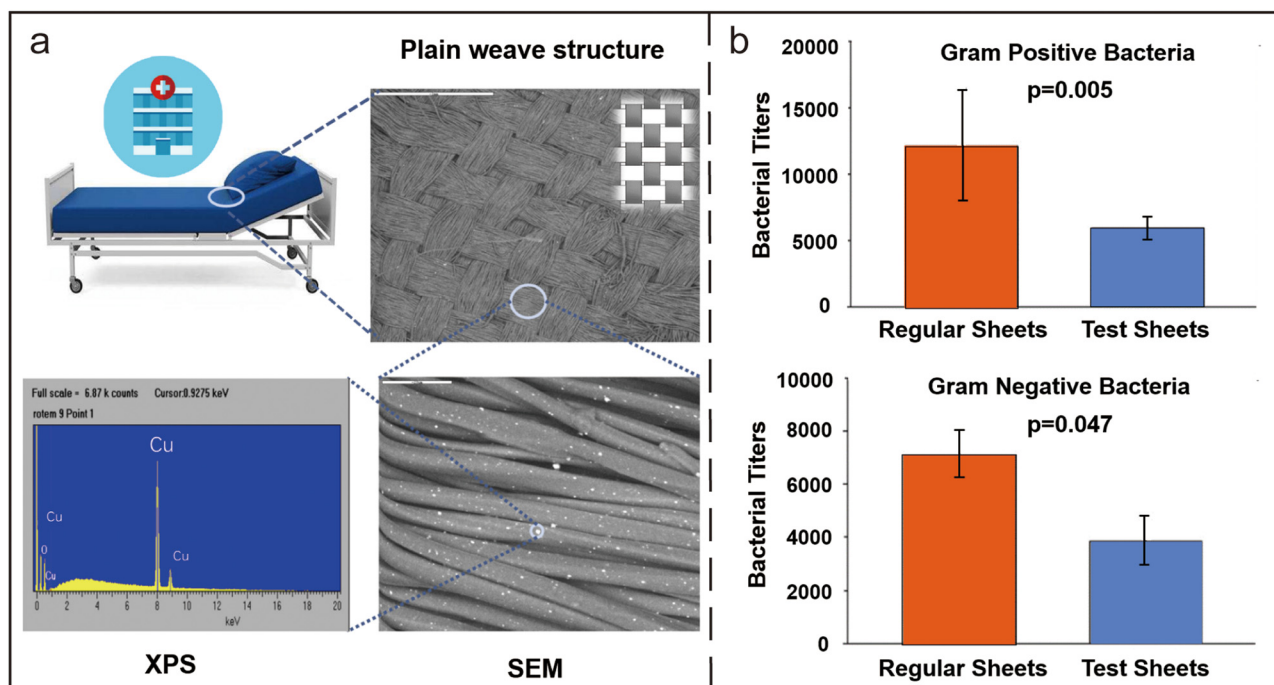 a
Plain weave structure
Full scale = 6.87 k counts Cursor:0.9275 keV
rotem 9 Point 1
Cu
Cu
O
Cu
Cu
0 2 4 6 8 10 12 14 16 18 20
keV
XPS
SEM
b
Gram Positive Bacteria
p=0.005
Bacterial Titers
20000
15000
10000
5000
0
Regular Sheets Test Sheets
Gram Negative Bacteria
p=0.047
Bacterial Titers
10000
8000
6000
4000
2000
0
Regular Sheets Test Sheets